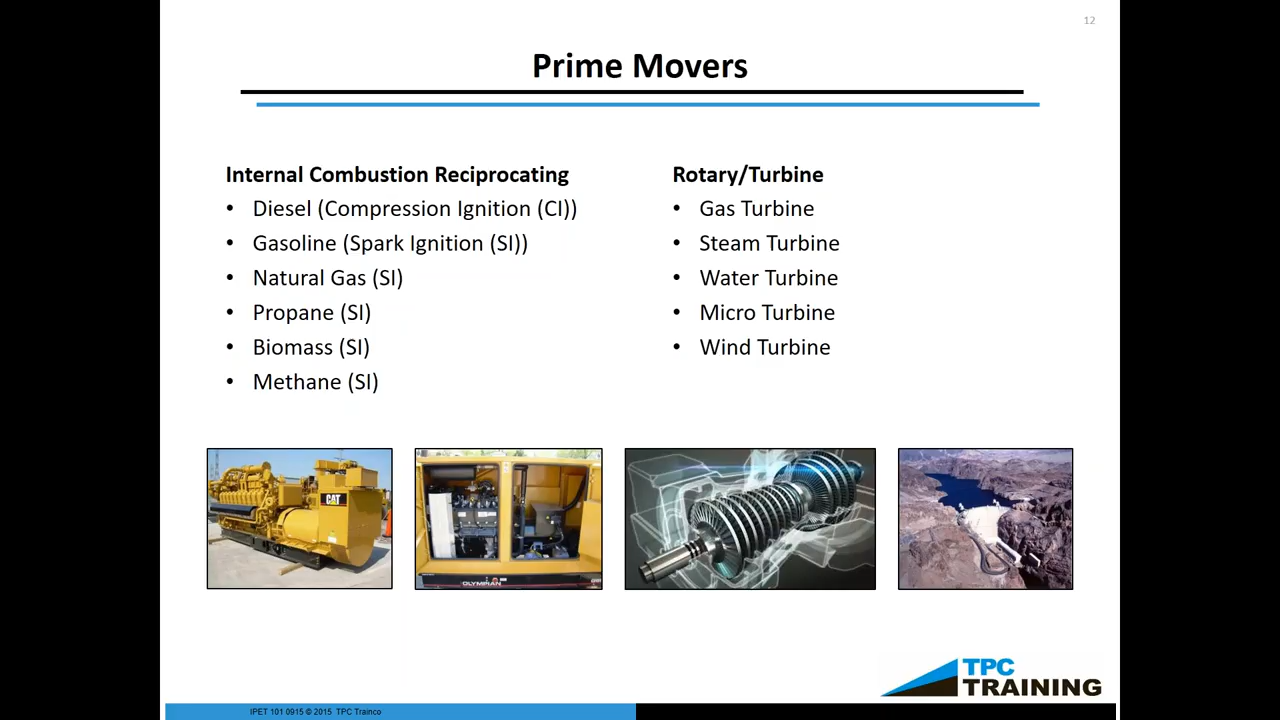 12
Prime Movers
Internal Combustion Reciprocating
• Diesel (Compression Ignition (CI))
• Gasoline (Spark Ignition (SI))
• Natural Gas (SI)
• Propane (SI)
• Biomass (SI)
• Methane (SI)
Rotary/Turbine
• Gas Turbine
• Steam Turbine
• Water Turbine
• Micro Turbine
• Wind Turbine
CAT
OLYMPIAN
TPC
TRAINING
IPET 101 0915 © 2015 TPC Trainco